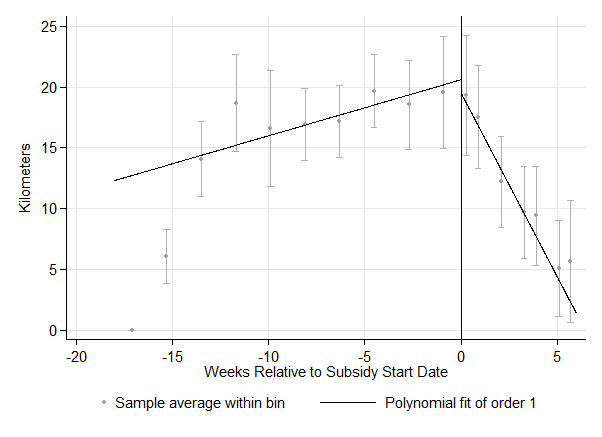 25
20
15
10
5
0
Kilometers
-20 -15 -10 -5 0 5
Weeks Relative to Subsidy Start Date
Sample average within bin Polynomial fit of order 1